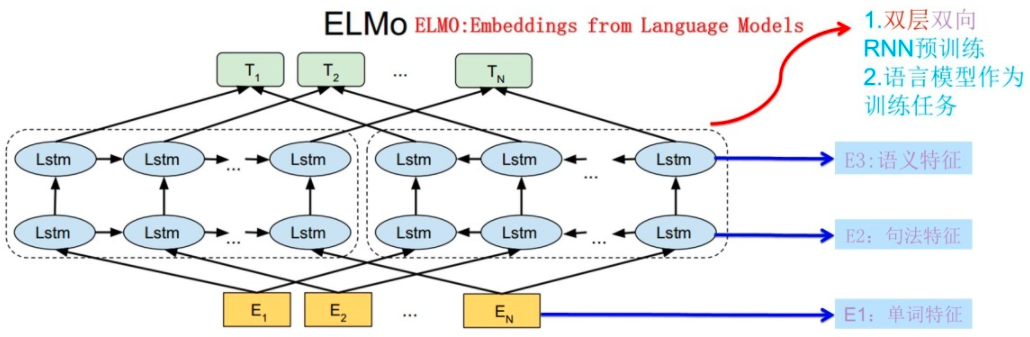 ELMo ELMO:Embeddings from Language Models
1.双层双向
RNN预训练
2.语言模型作为
训练任务
T1 T2 ... TN
Lstm Lstm ... Lstm Lstm Lstm ... Lstm
E3:语义特征
Lstm Lstm ... Lstm Lstm Lstm ... Lstm
E2：句法特征
E1 E2 ... EN
E1：单词特征